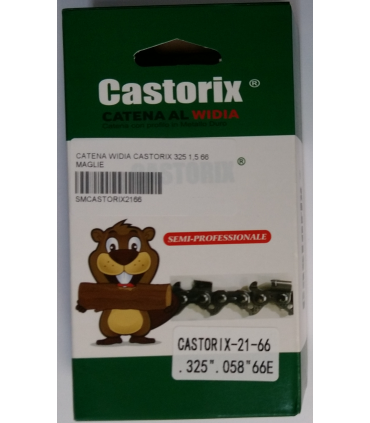 Castorix ®
CATENA AL WIDIA
CATENA WIDIA CASTORIX 325 1,5 66
MAGLIE
CASTORIX ®
SMCASTORIX2166
SEMI-PROFESSIONALE
CASTORIX-21-66
.325".058"66E